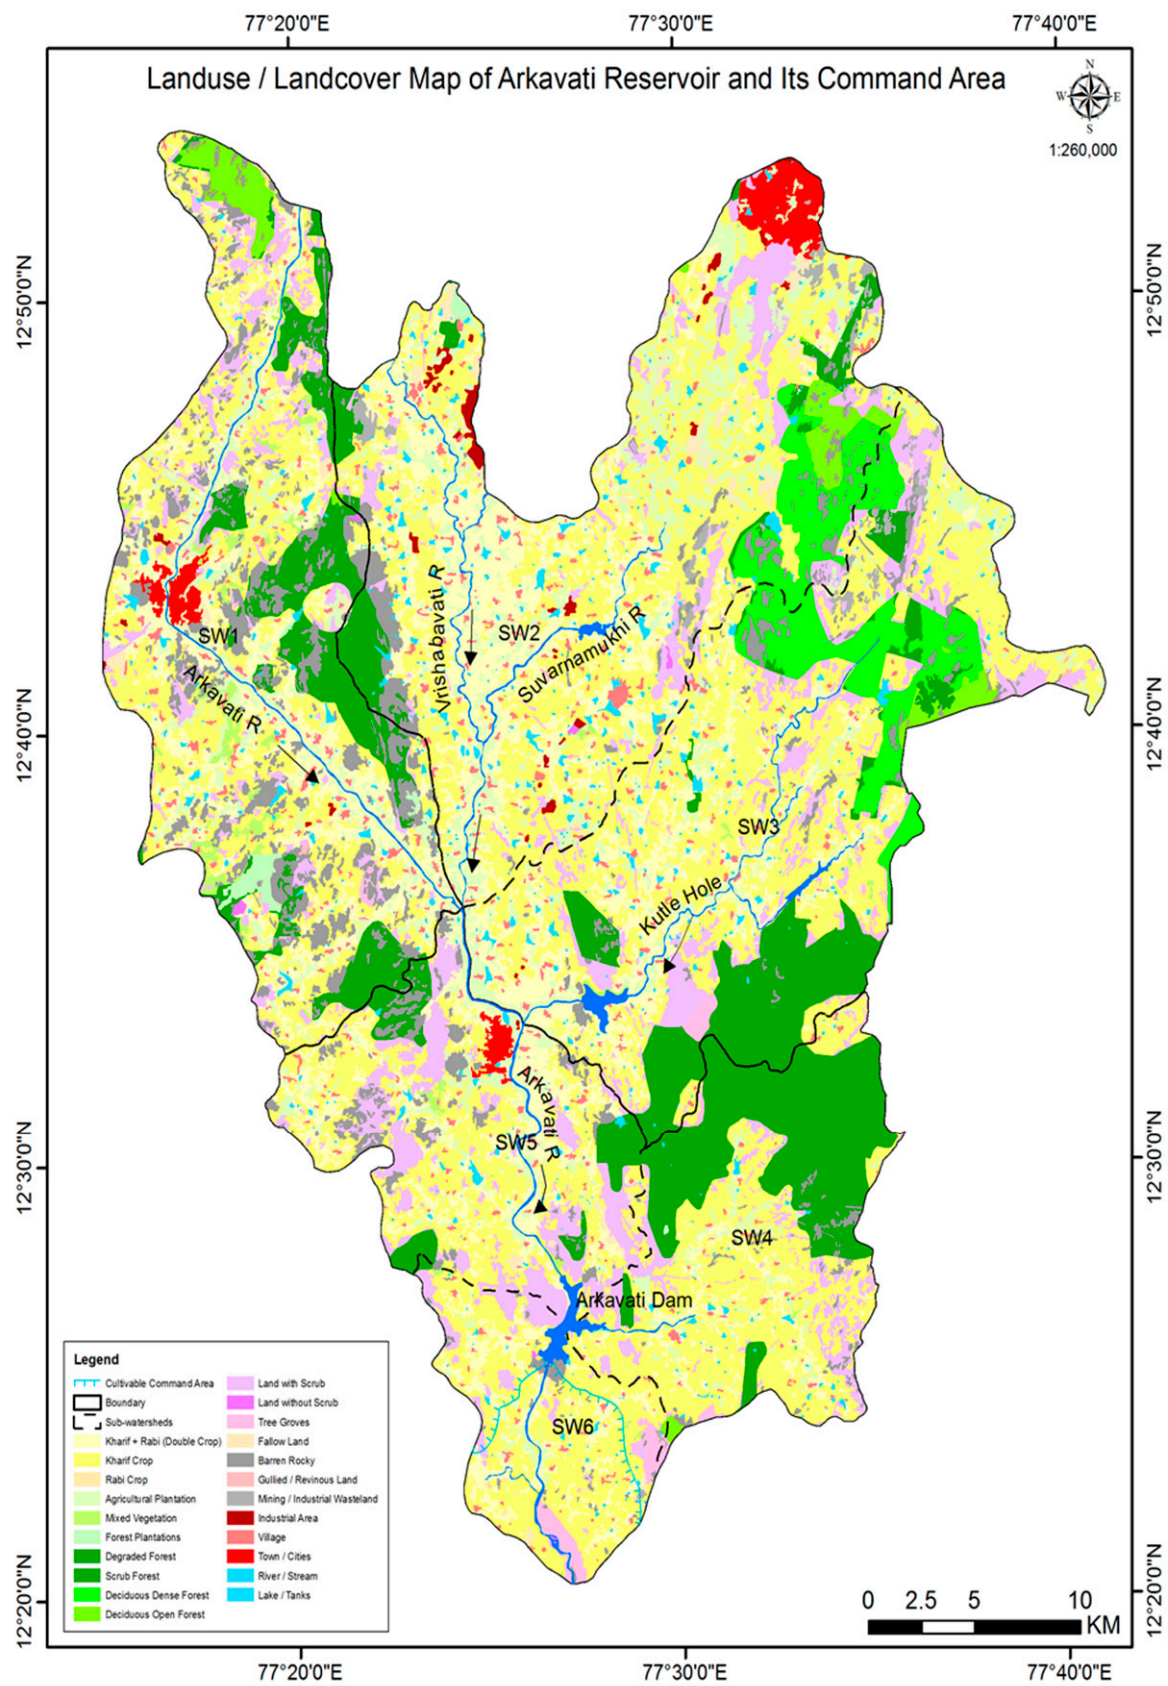 77°20'0"E
77°30'0"E
77°40'0"E
Landuse / Landcover Map of Arkavati Reservoir and Its Command Area
N
W
E
S
1:260,000
12°50'0"N
12°50'0"N
Vrishabavati R
SW2
Suvarnamukhi R
SW1
Arkavati R
12°40'0"N
12°40'0"N
SW3
Kutle Hole
Arkavati R
SW5
12°30'0"N
12°30'0"N
SW4
Arkavati Dam
SW6
Legend
Cultivable Command Area
Boundary
Sub-watersheds
Kharif + Rabi (Double Crop)
Kharif Crop
Rabi Crop
Agricultural Plantation
Mixed Vegetation
Forest Plantations
Degraded Forest
Scrub Forest
Deciduous Dense Forest
Deciduous Open Forest
Land with Scrub
Land without Scrub
Tree Groves
Fallow Land
Barren Rocky
Gullied / Revinous Land
Mining / Industrial Wasteland
Industrial Area
Village
Town / Cities
River / Stream
Lake / Tanks
0 2.5 5 10
KM
12°20'0"N
12°20'0"N
77°20'0"E
77°30'0"E
77°40'0"E